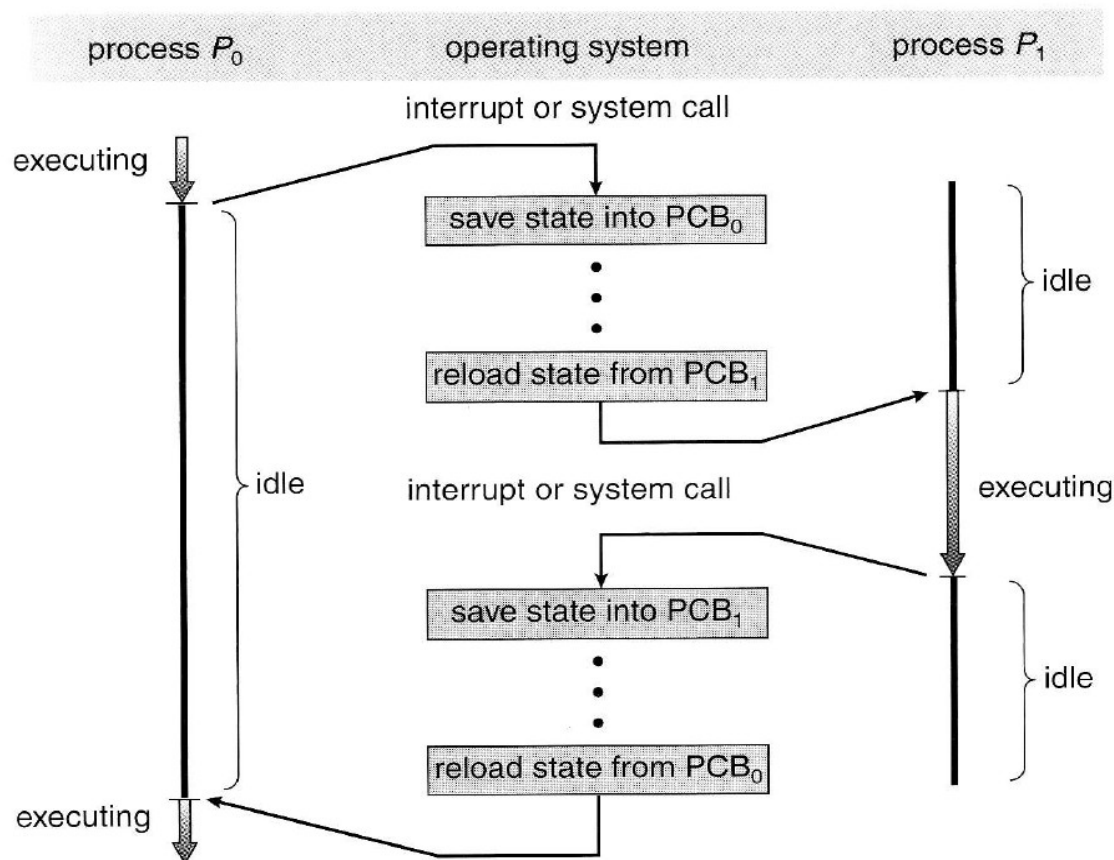 process P₀ operating system process P₁
interrupt or system call
executing
save state into PCB₀
idle
reload state from PCB₁
idle
interrupt or system call
executing
save state into PCB₁
idle
reload state from PCB₀
executing